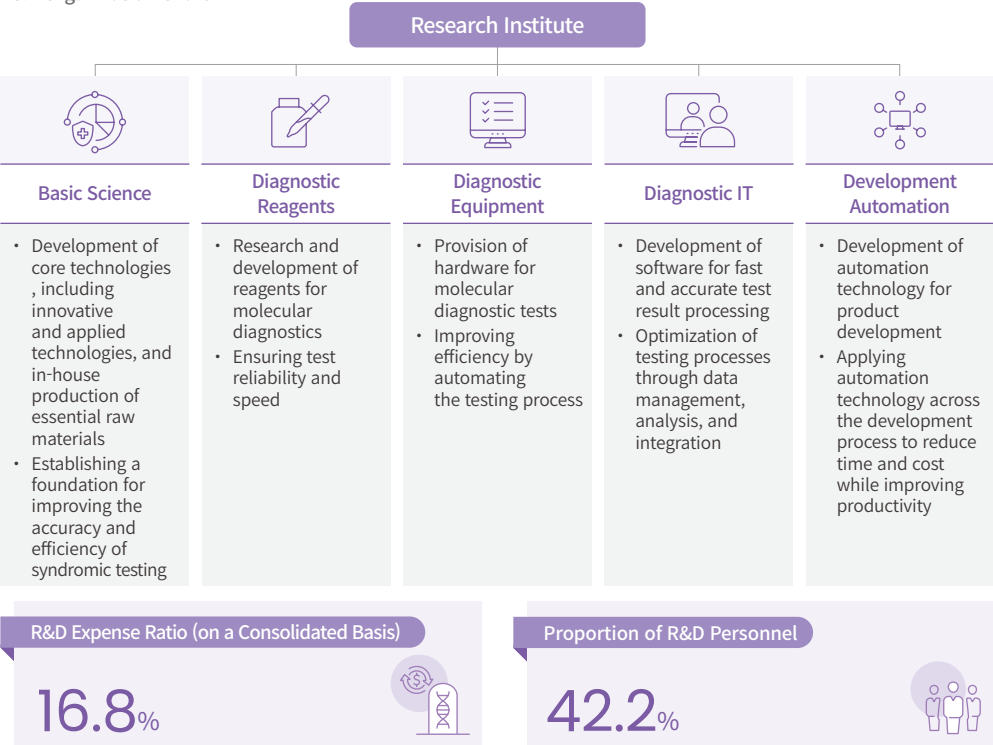 Research Institute
Basic Science
• Development of
core technologies
, including
innovative
and applied
technologies, and
in-house
production of
essential raw
materials
• Establishing a
foundation for
improving the
accuracy and
efficiency of
syndromic testing
Diagnostic
Reagents
• Research and
development of
reagents for
molecular
diagnostics
• Ensuring test
reliability and
speed
Diagnostic
Equipment
• Provision of
hardware for
molecular
diagnostic tests
• Improving
efficiency by
automating
the testing process
Diagnostic IT
• Development of
software for fast
and accurate test
result processing
• Optimization of
testing processes
through data
management,
analysis, and
integration
Development
Automation
• Development of
automation
technology for
product
development
• Applying
automation
technology across
the development
process to reduce
time and cost
while improving
productivity
R&D Expense Ratio (on a Consolidated Basis)
16.8%
Proportion of R&D Personnel
42.2%